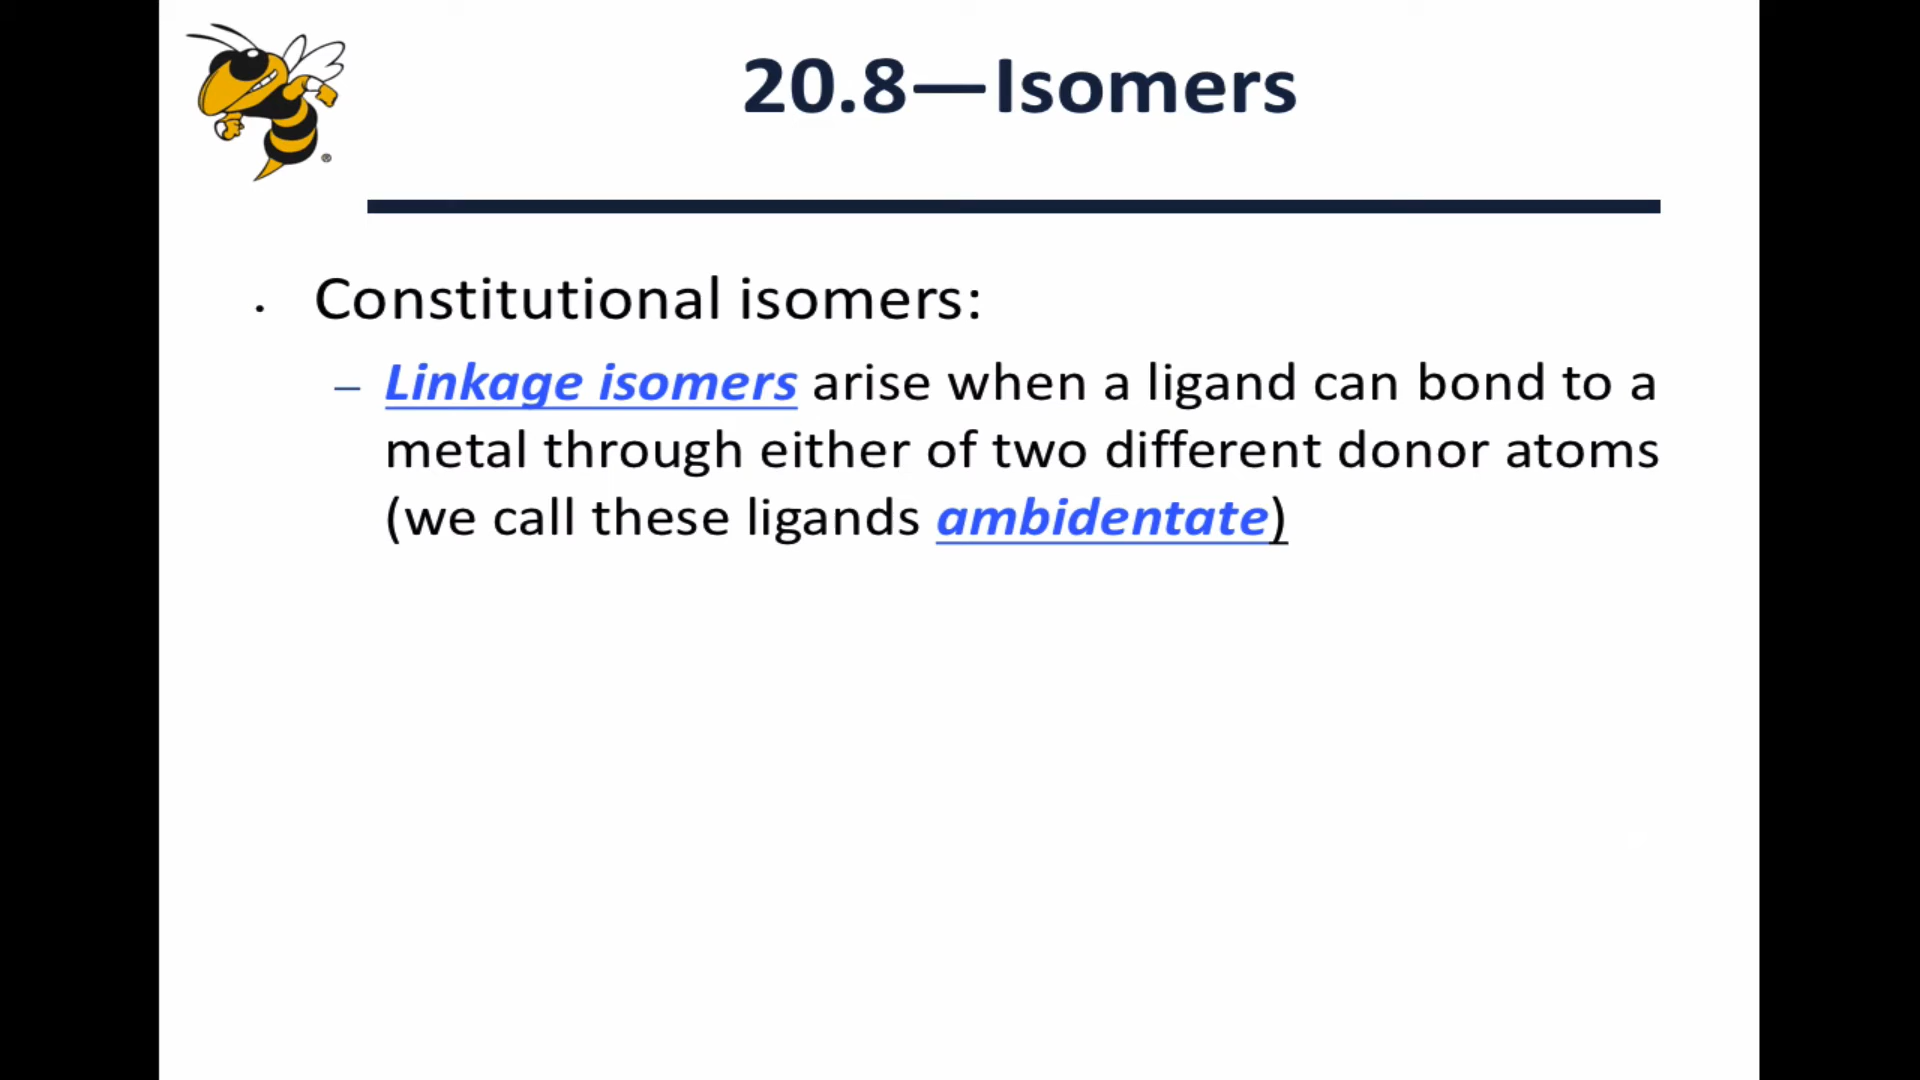 20.8—Isomers
• Constitutional isomers:
– Linkage isomers arise when a ligand can bond to a
metal through either of two different donor atoms
(we call these ligands ambidentate)
®